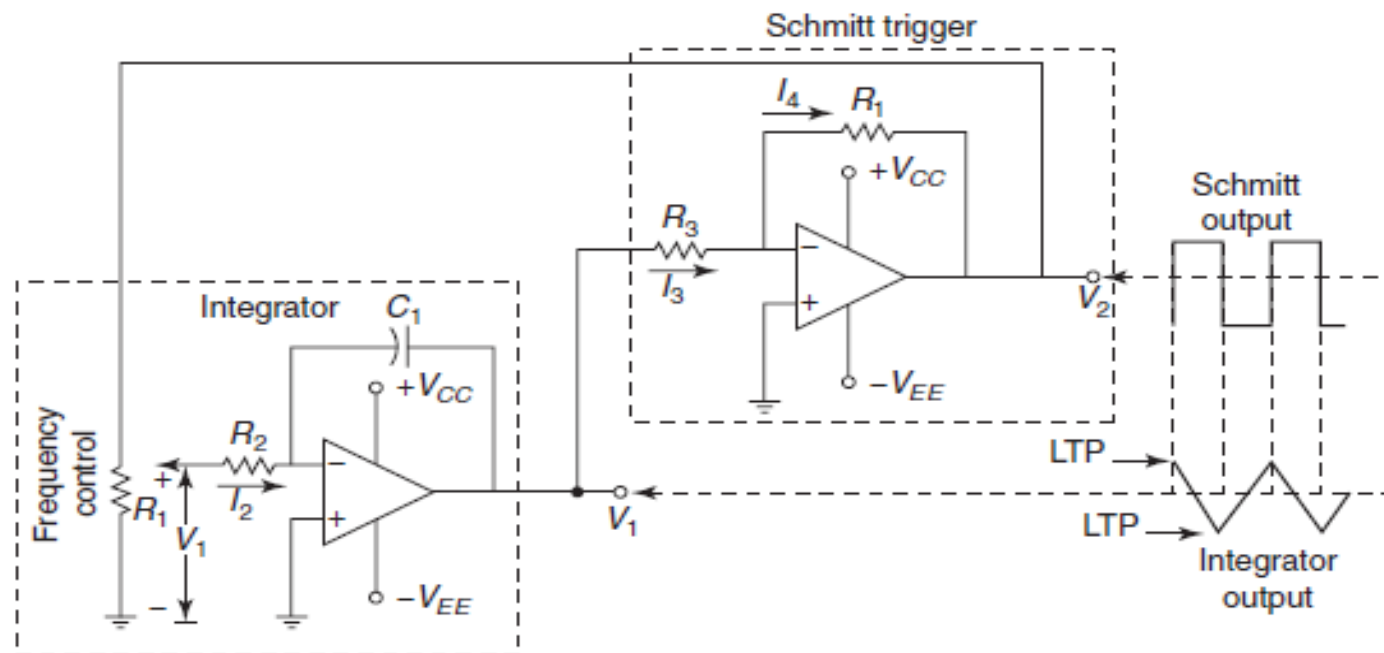 Schmitt trigger
I4
R1
+VCC
Schmitt
output
R3
I3
V2
Integrator
C1
−VEE
+VCC
Frequency
control
R2
LTP
+
R1
V1
I2
V1
LTP
−VEE
Integrator
output
−
+
−
+
−